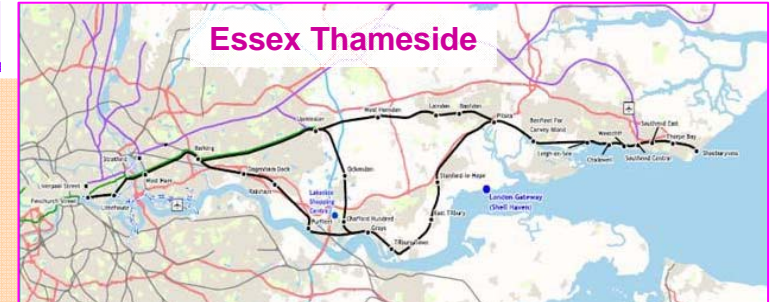 Essex Thameside
West Horndon
Laindon
Basildon
Upminster
Pitsea
Benfleet For
Canvey Island
Southend East
Westcliff
Thorpe Bay
Leigh-on-Sea
Chalkwell
Southend Central
Shoeburyness
Barking
Stratford
West Ham
Dagenham Dock
Rainham
Ockendon
Stanford-le-Hope
Liverpool Street
Fenchurch Street
Limehouse
Lakeside
Shopping
Centre
Purfleet
Chafford Hundred
Grays
East Tilbury
Tilbury Town
London Gateway
(Shell Haven)